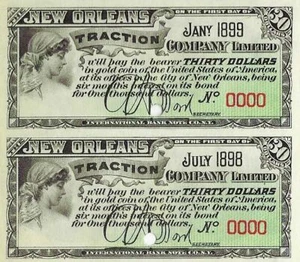 NEW ORLEANS ON THE FIRST DAY OF 30
TRACTION JANY 1899
COMPANY LIMITED
will pay the bearer THIRTY DOLLARS
in gold coin of the United States of America,
at its offices in the City of New Orleans, being
six months interest on its bond
for One thousand dollars. No 0000
SECRETARY.
INTERNATIONAL BANK NOTE CO. N.Y.
NEW ORLEANS ON THE FIRST DAY OF 30
TRACTION JULY 1898
COMPANY LIMITED
will pay the bearer THIRTY DOLLARS
in gold coin of the United States of America,
at its offices in the City of New Orleans, being
six months interest on its bond
for One thousand dollars. No 0000
SECRETARY.
INTERNATIONAL BANK NOTE CO. N.Y.